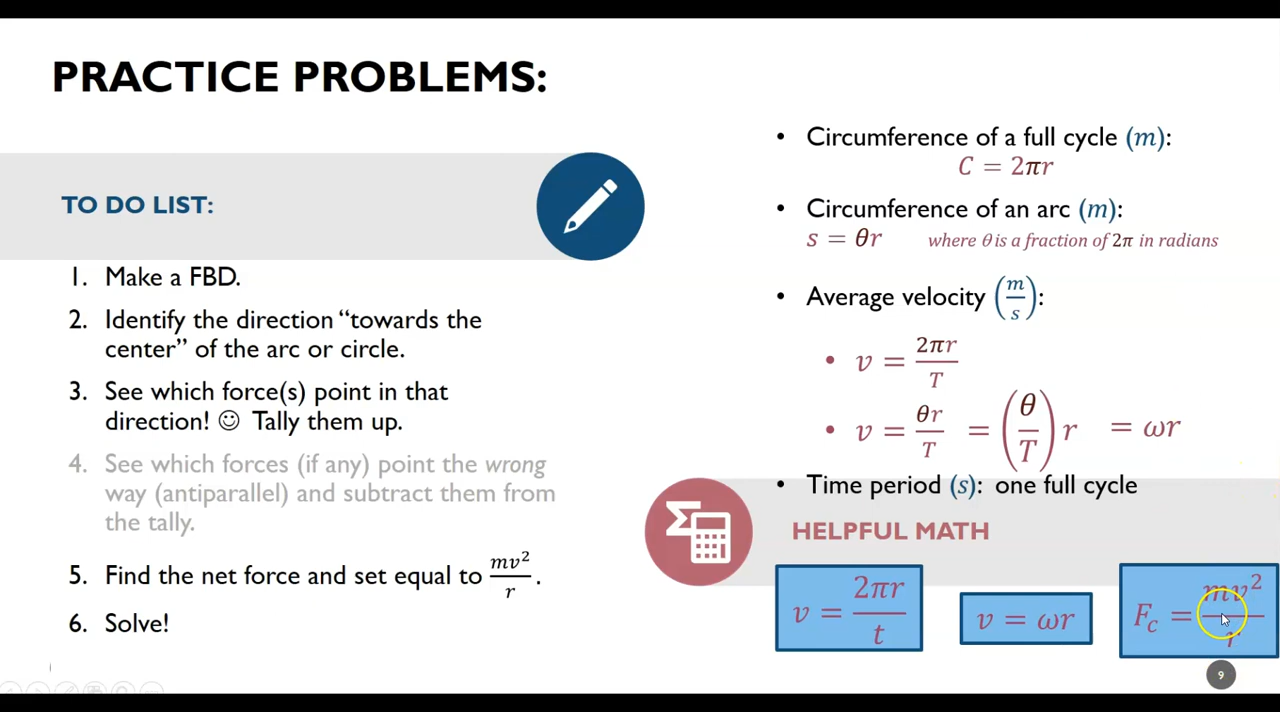 PRACTICE PROBLEMS:
TO DO LIST:
1. Make a FBD.
2. Identify the direction “towards the
center” of the arc or circle.
3. See which force(s) point in that
direction! ☺ Tally them up.
4. See which forces (if any) point the wrong
way (antiparallel) and subtract them from
the tally.
5. Find the net force and set equal to mv²/r.
6. Solve!
• Circumference of a full cycle (m):
C = 2πr
• Circumference of an arc (m):
s = θr where θ is a fraction of 2π in radians
• Average velocity (m/s):
• v = 2πr/T
• v = θr/T = (θ/T) r = ωr
• Time period (s): one full cycle
HELPFUL MATH
v = 2πr/t
v = ωr
F_c = mv²/r
9